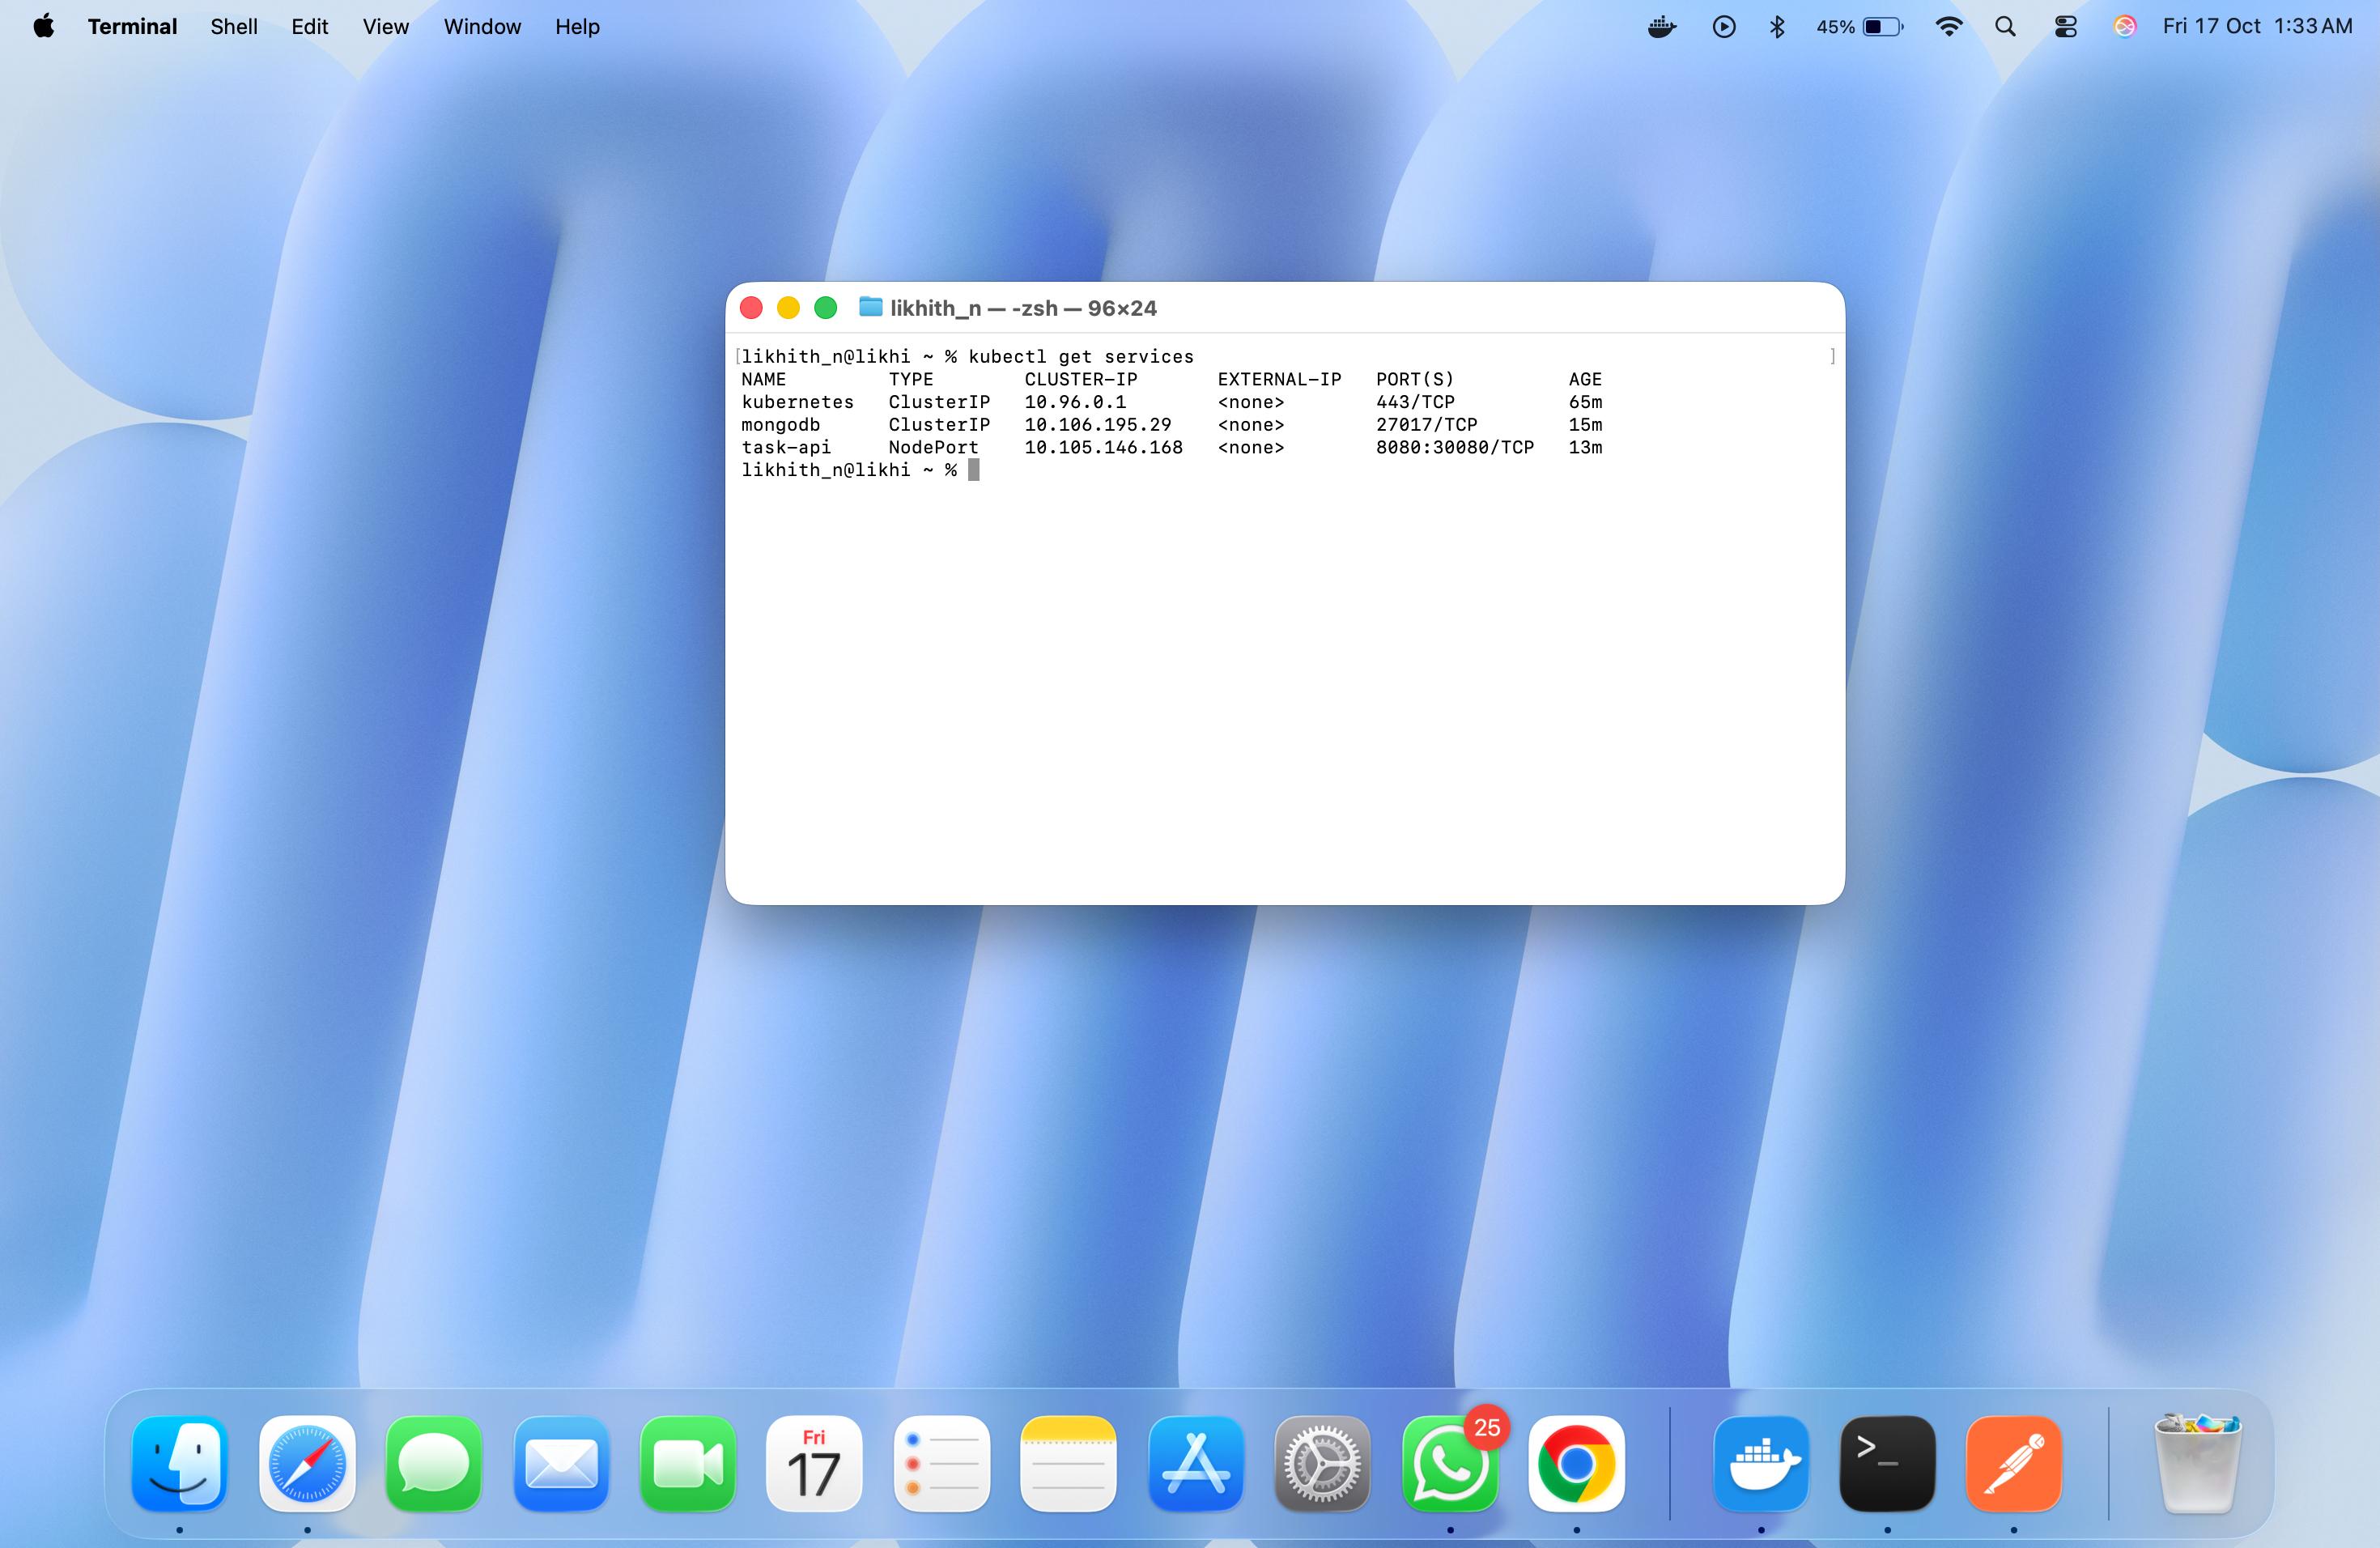 Terminal Shell Edit View Window Help 45% Fri 17 Oct 1:33 AM
likhith_n — -zsh — 96×24
[likhith_n@likhi ~ % kubectl get services ]
NAME TYPE CLUSTER-IP EXTERNAL-IP PORT(S) AGE
kubernetes ClusterIP 10.96.0.1 <none> 443/TCP 65m
mongodb ClusterIP 10.106.195.29 <none> 27017/TCP 15m
task-api NodePort 10.105.146.168 <none> 8080:30080/TCP 13m
likhith_n@likhi ~ %
Fri
17
25
>_